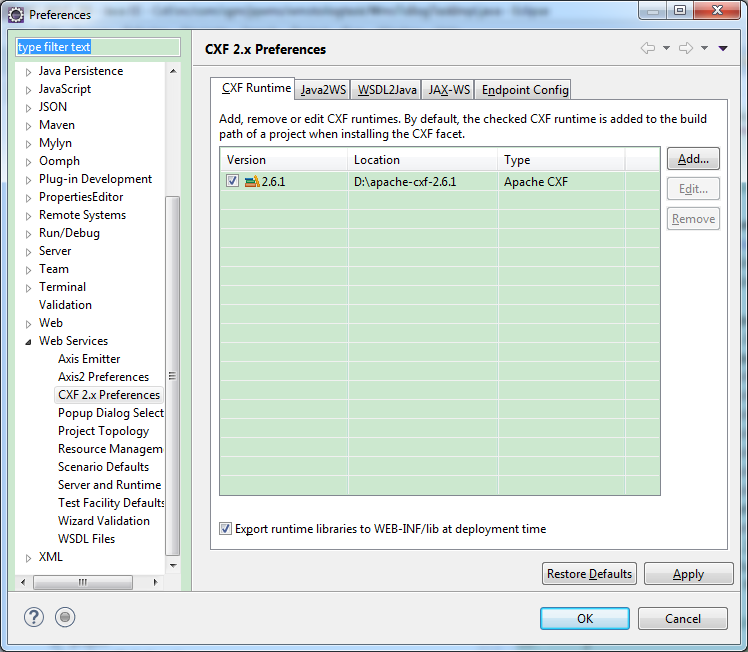 Preferences
type filter text
Java Persistence
JavaScript
JSON
Maven
Mylyn
Oomph
Plug-in Development
PropertiesEditor
Remote Systems
Run/Debug
Server
Team
Terminal
Validation
Web
Web Services
Axis Emitter
Axis2 Preferences
CXF 2.x Preferences
Popup Dialog Select
Project Topology
Resource Managem
Scenario Defaults
Server and Runtime
Test Facility Defaults
Wizard Validation
WSDL Files
XML
CXF 2.x Preferences
CXF Runtime Java2WS WSDL2Java JAX-WS Endpoint Config
Add, remove or edit CXF runtimes. By default, the checked CXF runtime is added to the build
path of a project when installing the CXF facet.
Version Location Type
2.6.1 D:\apache-cxf-2.6.1 Apache CXF
Add...
Edit...
Remove
Export runtime libraries to WEB-INF/lib at deployment time
Restore Defaults Apply
OK Cancel